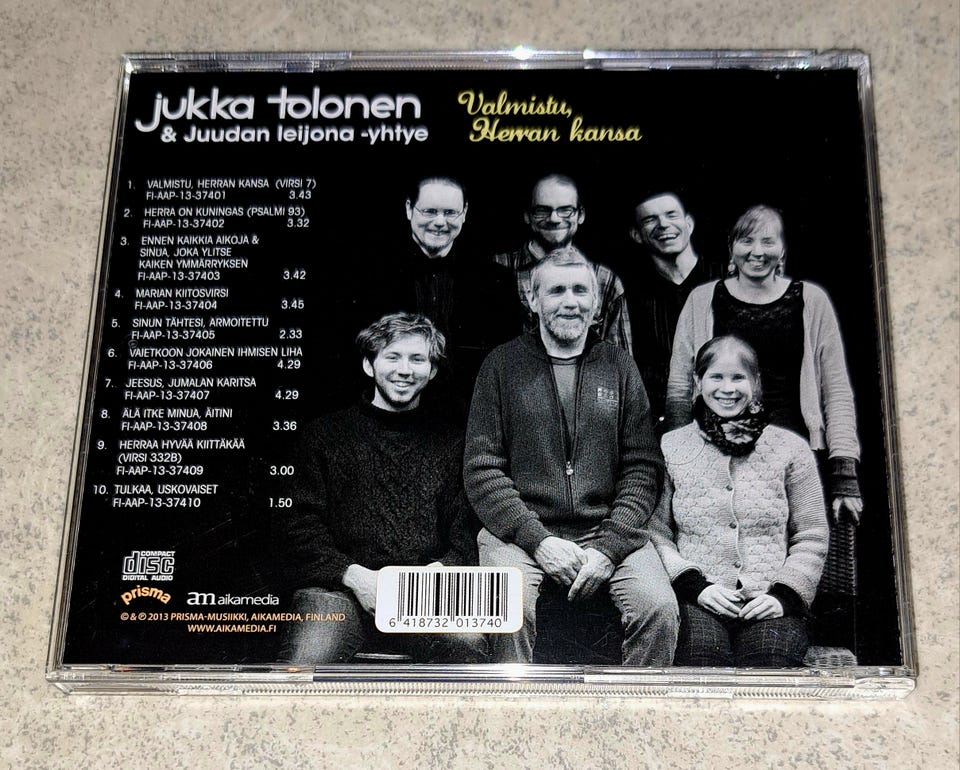 jukka tolonen
& Juudan leijona -yhtye
Valmistu,
Herran kansa
1. VALMISTU, HERRAN KANSA (VIRSI 7)
FI-AAP-13-37401 3.43
2. HERRA ON KUNINGAS (PSALMI 93)
FI-AAP-13-37402 3.32
3. ENNEN KAIKKIA AIKOJA &
SINUA, JOKA YLITSE
KAIKEN YMMÄRRYKSEN
FI-AAP-13-37403 3.42
4. MARIAN KIITOSVIRSI
FI-AAP-13-37404 3.45
5. SINUN TÄHTESI, ARMOITETTU
FI-AAP-13-37405 2.33
6. VAIETKOON JOKAINEN IHMISEN LIHA
FI-AAP-13-37406 4.29
7. JEESUS, JUMALAN KARITSA
FI-AAP-13-37407 4.29
8. ÄLÄ ITKE MINUA, ÄITINI
FI-AAP-13-37408 3.36
9. HERRAA HYVÄÄ KIITTÄKÄÄ
(VIRSI 332B)
FI-AAP-13-37409 3.00
10. TULKAA, USKOVAISET
FI-AAP-13-37410 1.50
COMPACT
disc
DIGITAL AUDIO
prisma am aikamedia
© & ℗ 2013 PRISMA-MUSIIKKI, AIKAMEDIA, FINLAND
WWW.AIKAMEDIA.FI
6 418732 013740